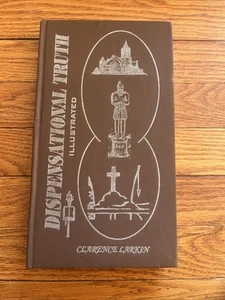 DISPENSATIONAL TRUTH
ILLUSTRATED
CLARENCE LARKIN